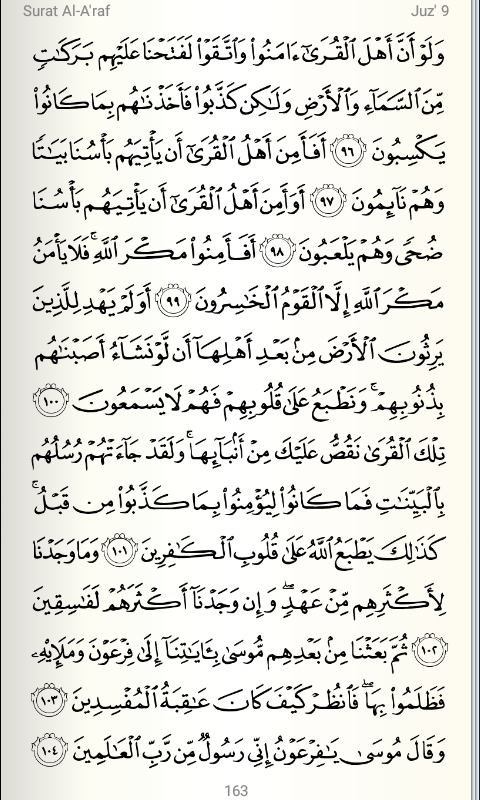 Surat Al-A'raf Juz' 9
وَلَوْ أَنَّ أَهْلَ ٱلْقُرَىٰٓ ءَامَنُوا۟ وَٱتَّقَوْا۟ لَفَتَحْنَا عَلَيْهِم بَرَكَـٰتٍ
مِّنَ ٱلسَّمَآءِ وَٱلْأَرْضِ وَلَـٰكِن كَذَّبُوا۟ فَأَخَذْنَـٰهُم بِمَا كَانُوا۟
يَكْسِبُونَ ٩٦ أَفَأَمِنَ أَهْلُ ٱلْقُرَىٰٓ أَن يَأْتِيَهُم بَأْسُنَا بَيَـٰتًا
وَهُمْ نَآئِمُونَ ٩٧ أَوَأَمِنَ أَهْلُ ٱلْقُرَىٰٓ أَن يَأْتِيَهُم بَأْسُنَا
ضُحًى وَهُمْ يَلْعَبُونَ ٩٨ أَفَأَمِنُوا۟ مَكْرَ ٱللَّهِ ۚ فَلَا يَأْمَنُ
مَكْرَ ٱللَّهِ إِلَّا ٱلْقَوْمُ ٱلْخَـٰسِرُونَ ٩٩ أَوَلَمْ يَهْدِ لِلَّذِينَ
يَرِثُونَ ٱلْأَرْضَ مِنۢ بَعْدِ أَهْلِهَآ أَن لَّوْ نَشَآءُ أَصَبْنَـٰهُم
بِذُنُوبِهِمْ ۚ وَنَطْبَعُ عَلَىٰ قُلُوبِهِمْ فَهُمْ لَا يَسْمَعُونَ ١٠٠
تِلْكَ ٱلْقُرَىٰ نَقُصُّ عَلَيْكَ مِنْ أَنۢبَآئِهَا ۚ وَلَقَدْ جَآءَتْهُمْ رُسُلُهُم
بِٱلْبَيِّنَـٰتِ فَمَا كَانُوا۟ لِيُؤْمِنُوا۟ بِمَا كَذَّبُوا۟ مِن قَبْلُ ۚ
كَذَٰلِكَ يَطْبَعُ ٱللَّهُ عَلَىٰ قُلُوبِ ٱلْكَـٰفِرِينَ ١٠١ وَمَا وَجَدْنَا
لِأَكْثَرِهِم مِّنْ عَهْدٍ ۖ وَإِن وَجَدْنَآ أَكْثَرَهُمْ لَفَـٰسِقِينَ
١٠٢ ثُمَّ بَعَثْنَا مِنۢ بَعْدِهِم مُّوسَىٰ بِـَٔايَـٰتِنَآ إِلَىٰ فِرْعَوْنَ وَمَلَإِي۟هِۦ
فَظَلَمُوا۟ بِهَا ۖ فَٱنظُرْ كَيْفَ كَانَ عَـٰقِبَةُ ٱلْمُفْسِدِينَ ١٠٣
وَقَالَ مُوسَىٰ يَـٰفِرْعَوْنُ إِنِّى رَسُولٌ مِّن رَّبِّ ٱلْعَـٰلَمِينَ ١٠٤
163